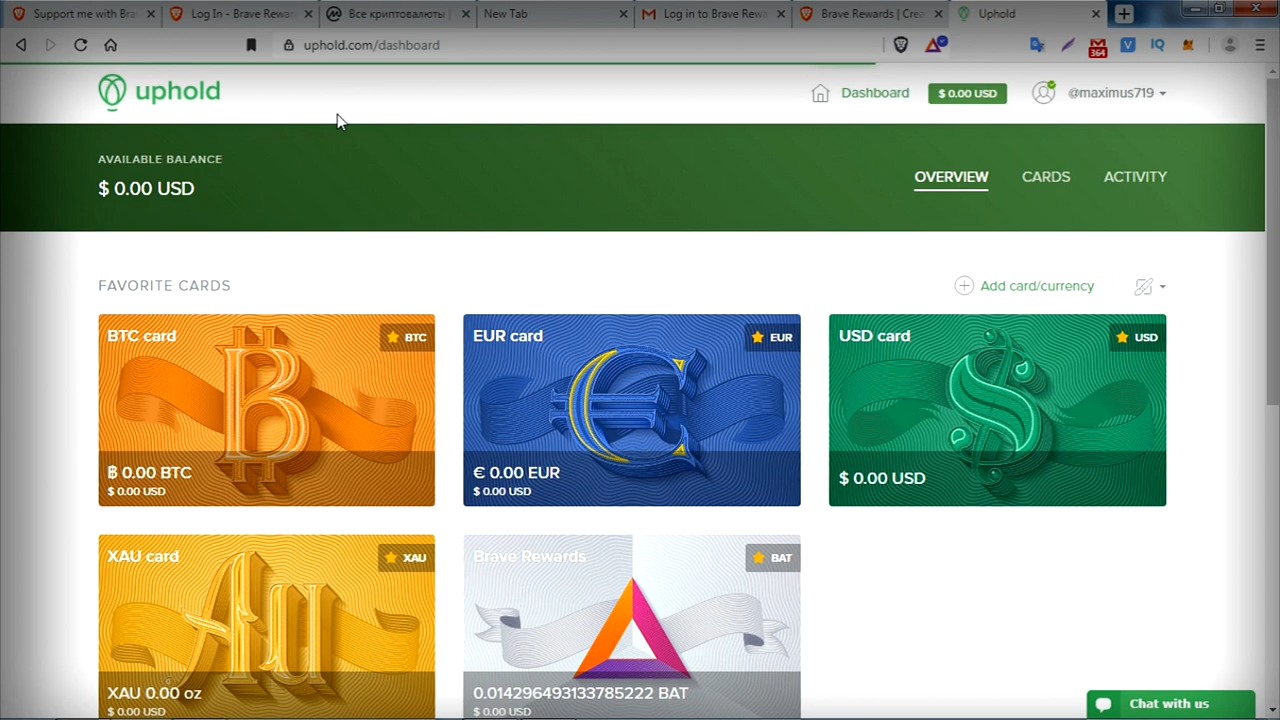 Support me with Bra
Log In - Brave Rewar
Все криптовалюты |
New Tab
Log in to Brave Rew
Brave Rewards | Crea
Uphold
uphold.com/dashboard
364
IQ
uphold
Dashboard
$ 0.00 USD
@maximus719
AVAILABLE BALANCE
$ 0.00 USD
OVERVIEW
CARDS
ACTIVITY
FAVORITE CARDS
Add card/currency
BTC card
BTC
฿ 0.00 BTC
$ 0.00 USD
EUR card
EUR
€ 0.00 EUR
$ 0.00 USD
USD card
USD
$ 0.00 USD
XAU card
XAU
Au
XAU 0.00 oz
$ 0.00 USD
Brave Rewards
BAT
0.014296493133785222 BAT
$ 0.00 USD
Chat with us